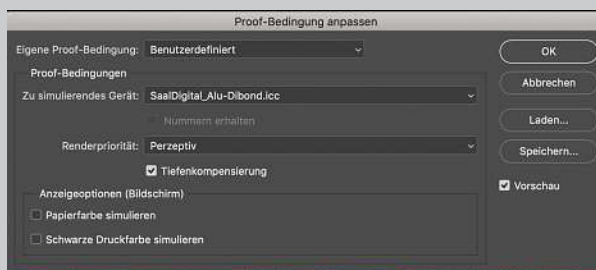 Proof-Bedingung anpassen
Eigene Proof-Bedingung: Benutzerdefiniert
OK
Proof-Bedingungen
Abbrechen
Zu simulierendes Gerät: SaalDigital_Alu-Dibond.icc
Nummern erhalten
Laden...
Renderpriorität: Perzeptiv
Speichern...
Tiefenkompensierung
Vorschau
Anzeigeoptionen (Bildschirm)
Papierfarbe simulieren
Schwarze Druckfarbe simulieren